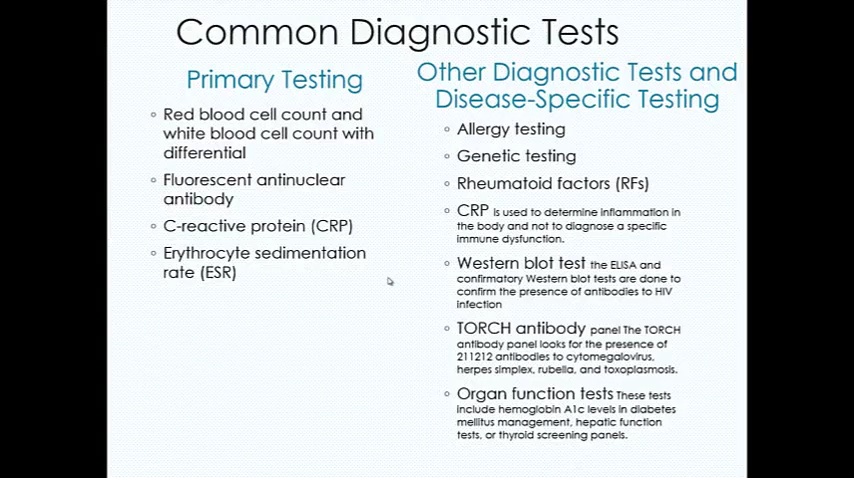 Common Diagnostic Tests
Primary Testing
◦ Red blood cell count and
white blood cell count with
differential
◦ Fluorescent antinuclear
antibody
◦ C-reactive protein (CRP)
◦ Erythrocyte sedimentation
rate (ESR)
Other Diagnostic Tests and
Disease-Specific Testing
◦ Allergy testing
◦ Genetic testing
◦ Rheumatoid factors (RFs)
◦ CRP is used to determine inflammation in
the body and not to diagnose a specific
immune dysfunction.
◦ Western blot test the ELISA and
confirmatory Western blot tests are done to
confirm the presence of antibodies to HIV
infection
◦ TORCH antibody panel The TORCH
antibody panel looks for the presence of
211212 antibodies to cytomegalovirus,
herpes simplex, rubella, and toxoplasmosis.
◦ Organ function tests These tests
include hemoglobin A1c levels in diabetes
mellitus management, hepatic function
tests, or thyroid screening panels.